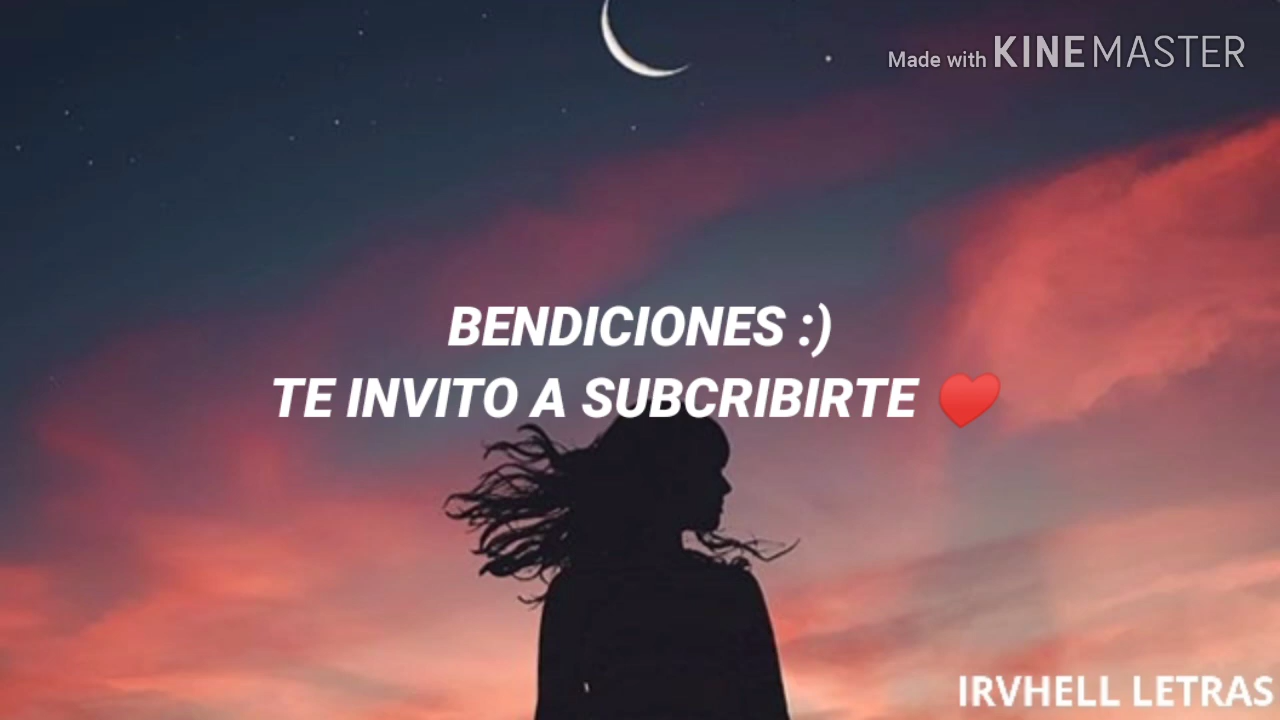 Made with KINEMASTER
BENDICIONES :)
TE INVITO A SUBCRIBIRTE ❤️
IRVHELL LETRAS